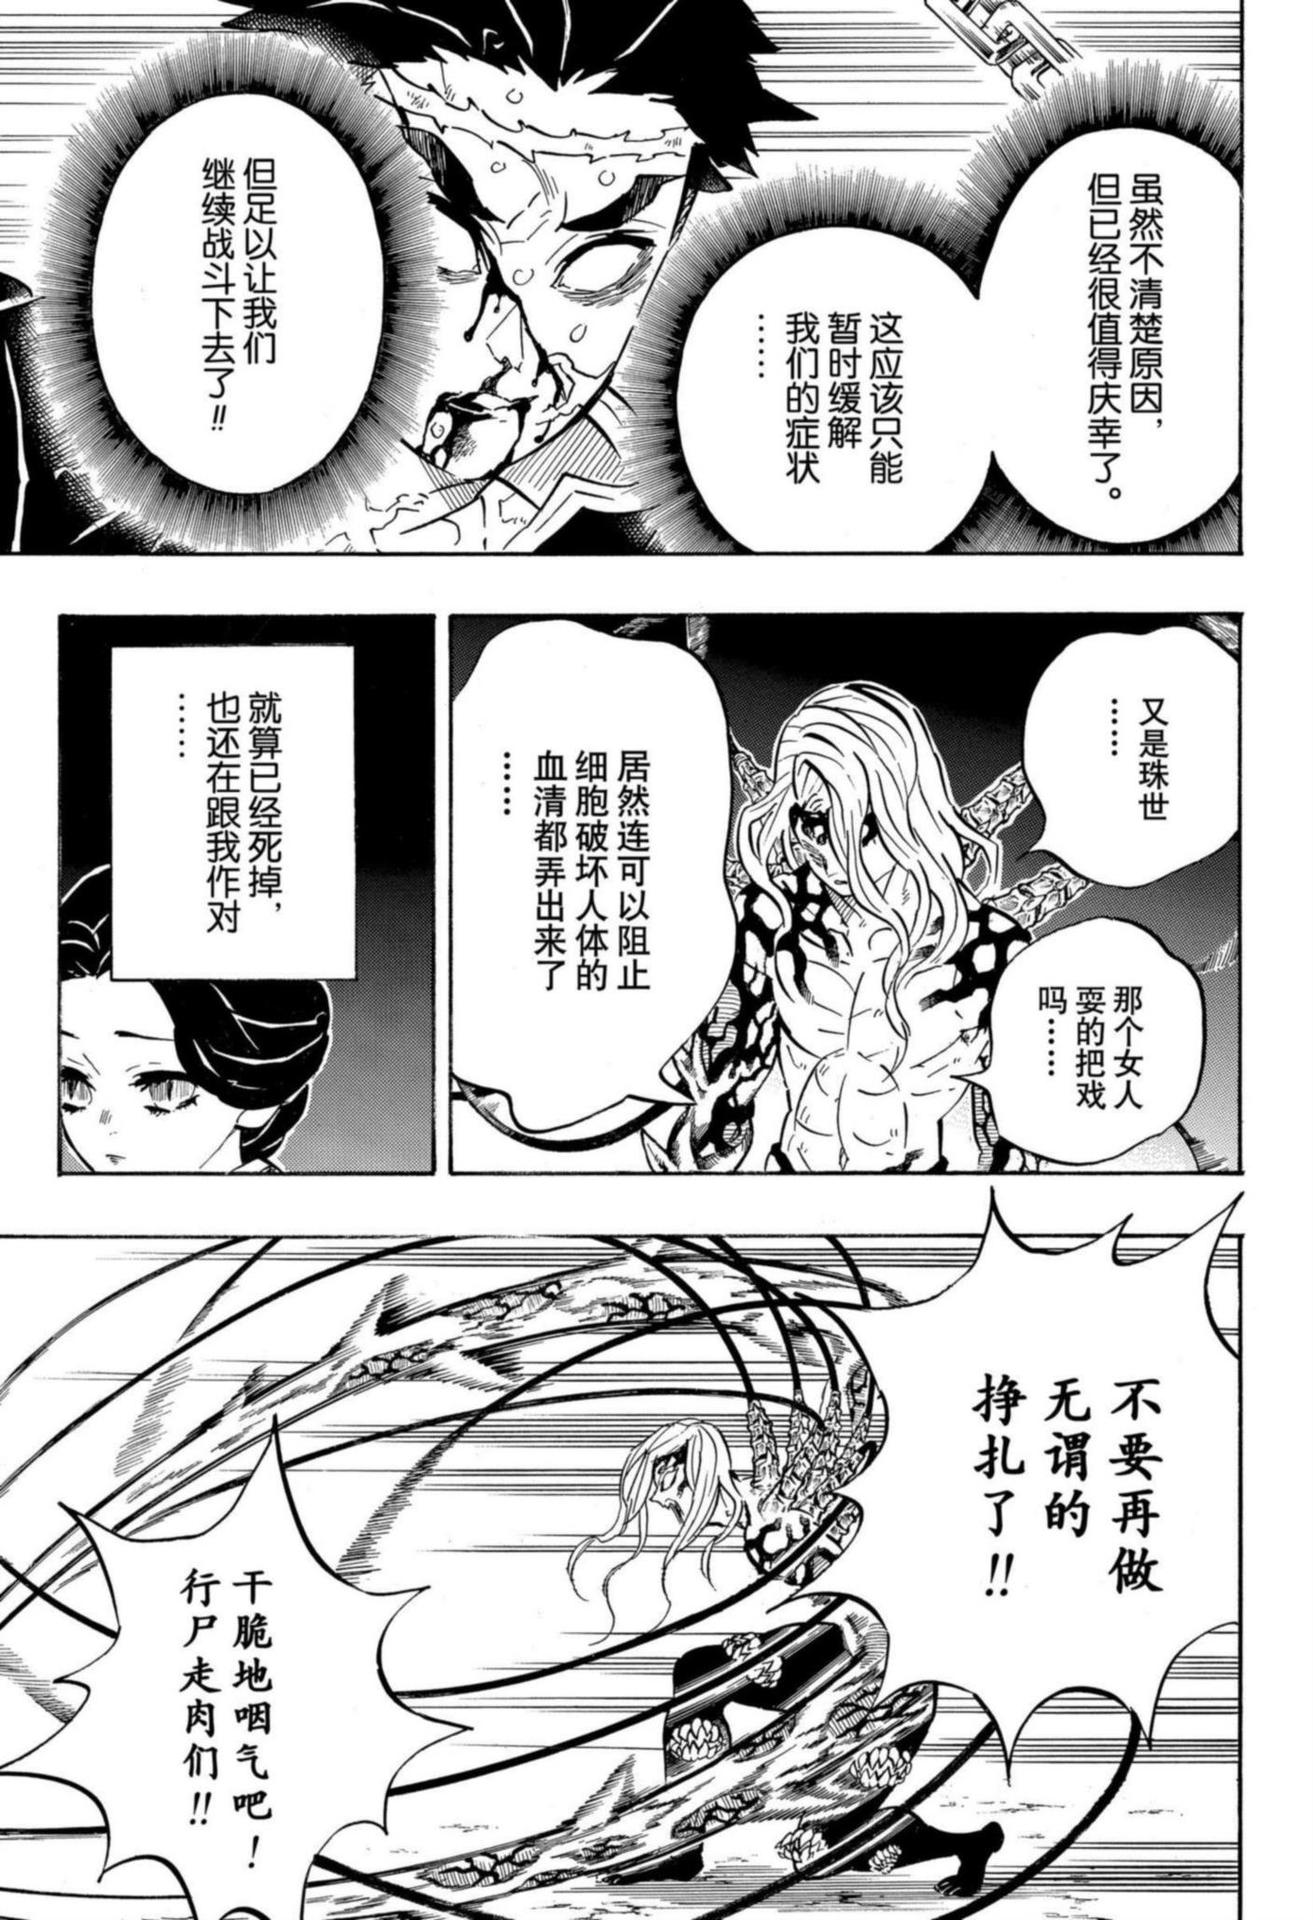 虽然不清楚原因，
但已经很值得庆幸了。
这应该只能
暂时缓解
我们的症状
……
但足以让我们
继续战斗下去了!!
又是珠世
……
那个女人
耍的把戏
吗……
居然连可以阻止
细胞破坏人体的
血清都弄出来了
……
就算已经死掉，
也还在跟我作对
……
不要再做
无谓的
挣扎了!!
干脆地咽气吧！
行尸走肉们!!